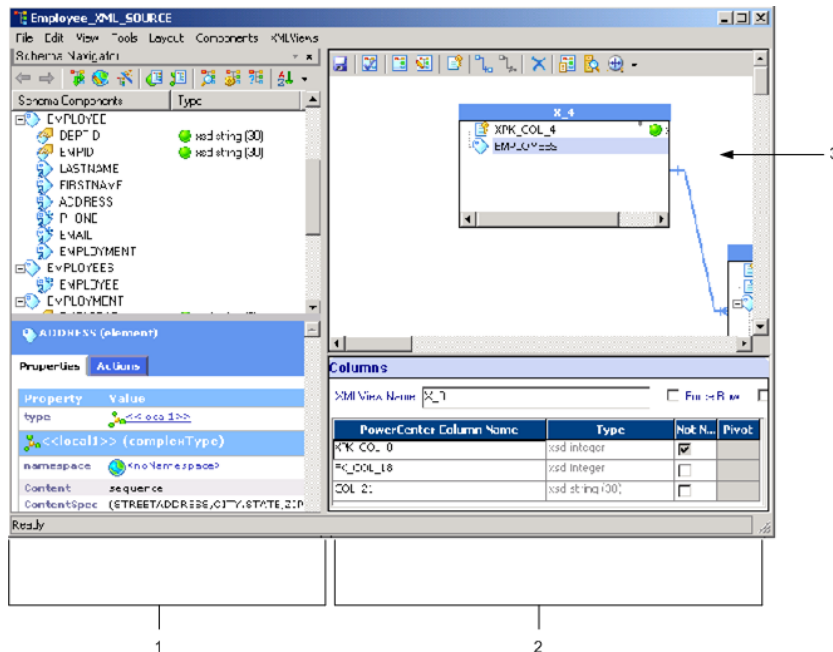 Employee_XML_SOURCE
File Edit View Tools Layout Components XMLViews
Schema Navigator
Schema Components Type
EMPLOYEE
DEPTID xsd string (30)
EMPID xsd string (30)
LASTNAME
FIRSTNAME
ADDRESS
PHONE
EMAIL
EMPLOYMENT
EMPLOYEES
EMPLOYEE
EMPLOYMENT
ADDRESS (element)
Properties Actions
Property Value
type <<local1>>
<<local1>> (complexType)
namespace <noNamespace>
Content sequence
ContentSpec (STREETADDRESS,CITY,STATE,ZIP
Ready
X_4
XPK_COL_4
EMPLOYEES
3
Columns
XMLView Name Force Row
PowerCenter Column Name Type Not N... Pivot
XPK_COL_0 xsd integer
FK_COL_18 xsd integer
COL_21 xsd string (30)
1
2